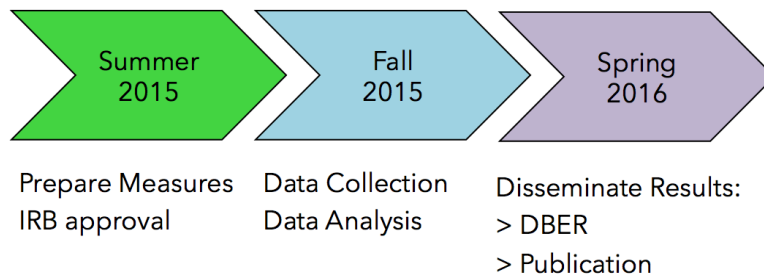 Summer
2015
Fall
2015
Spring
2016
Prepare Measures
IRB approval
Data Collection
Data Analysis
Disseminate Results:
> DBER
> Publication